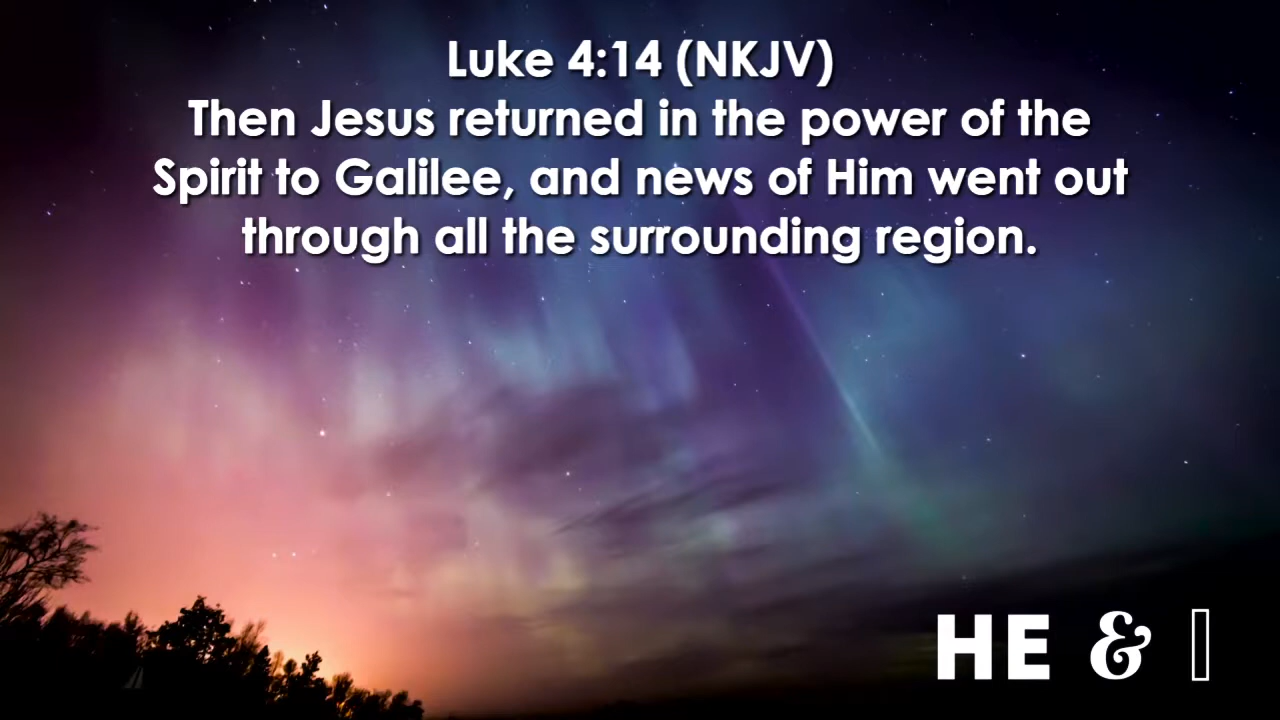 Luke 4:14 (NKJV)
Then Jesus returned in the power of the
Spirit to Galilee, and news of Him went out
through all the surrounding region.
HE & I